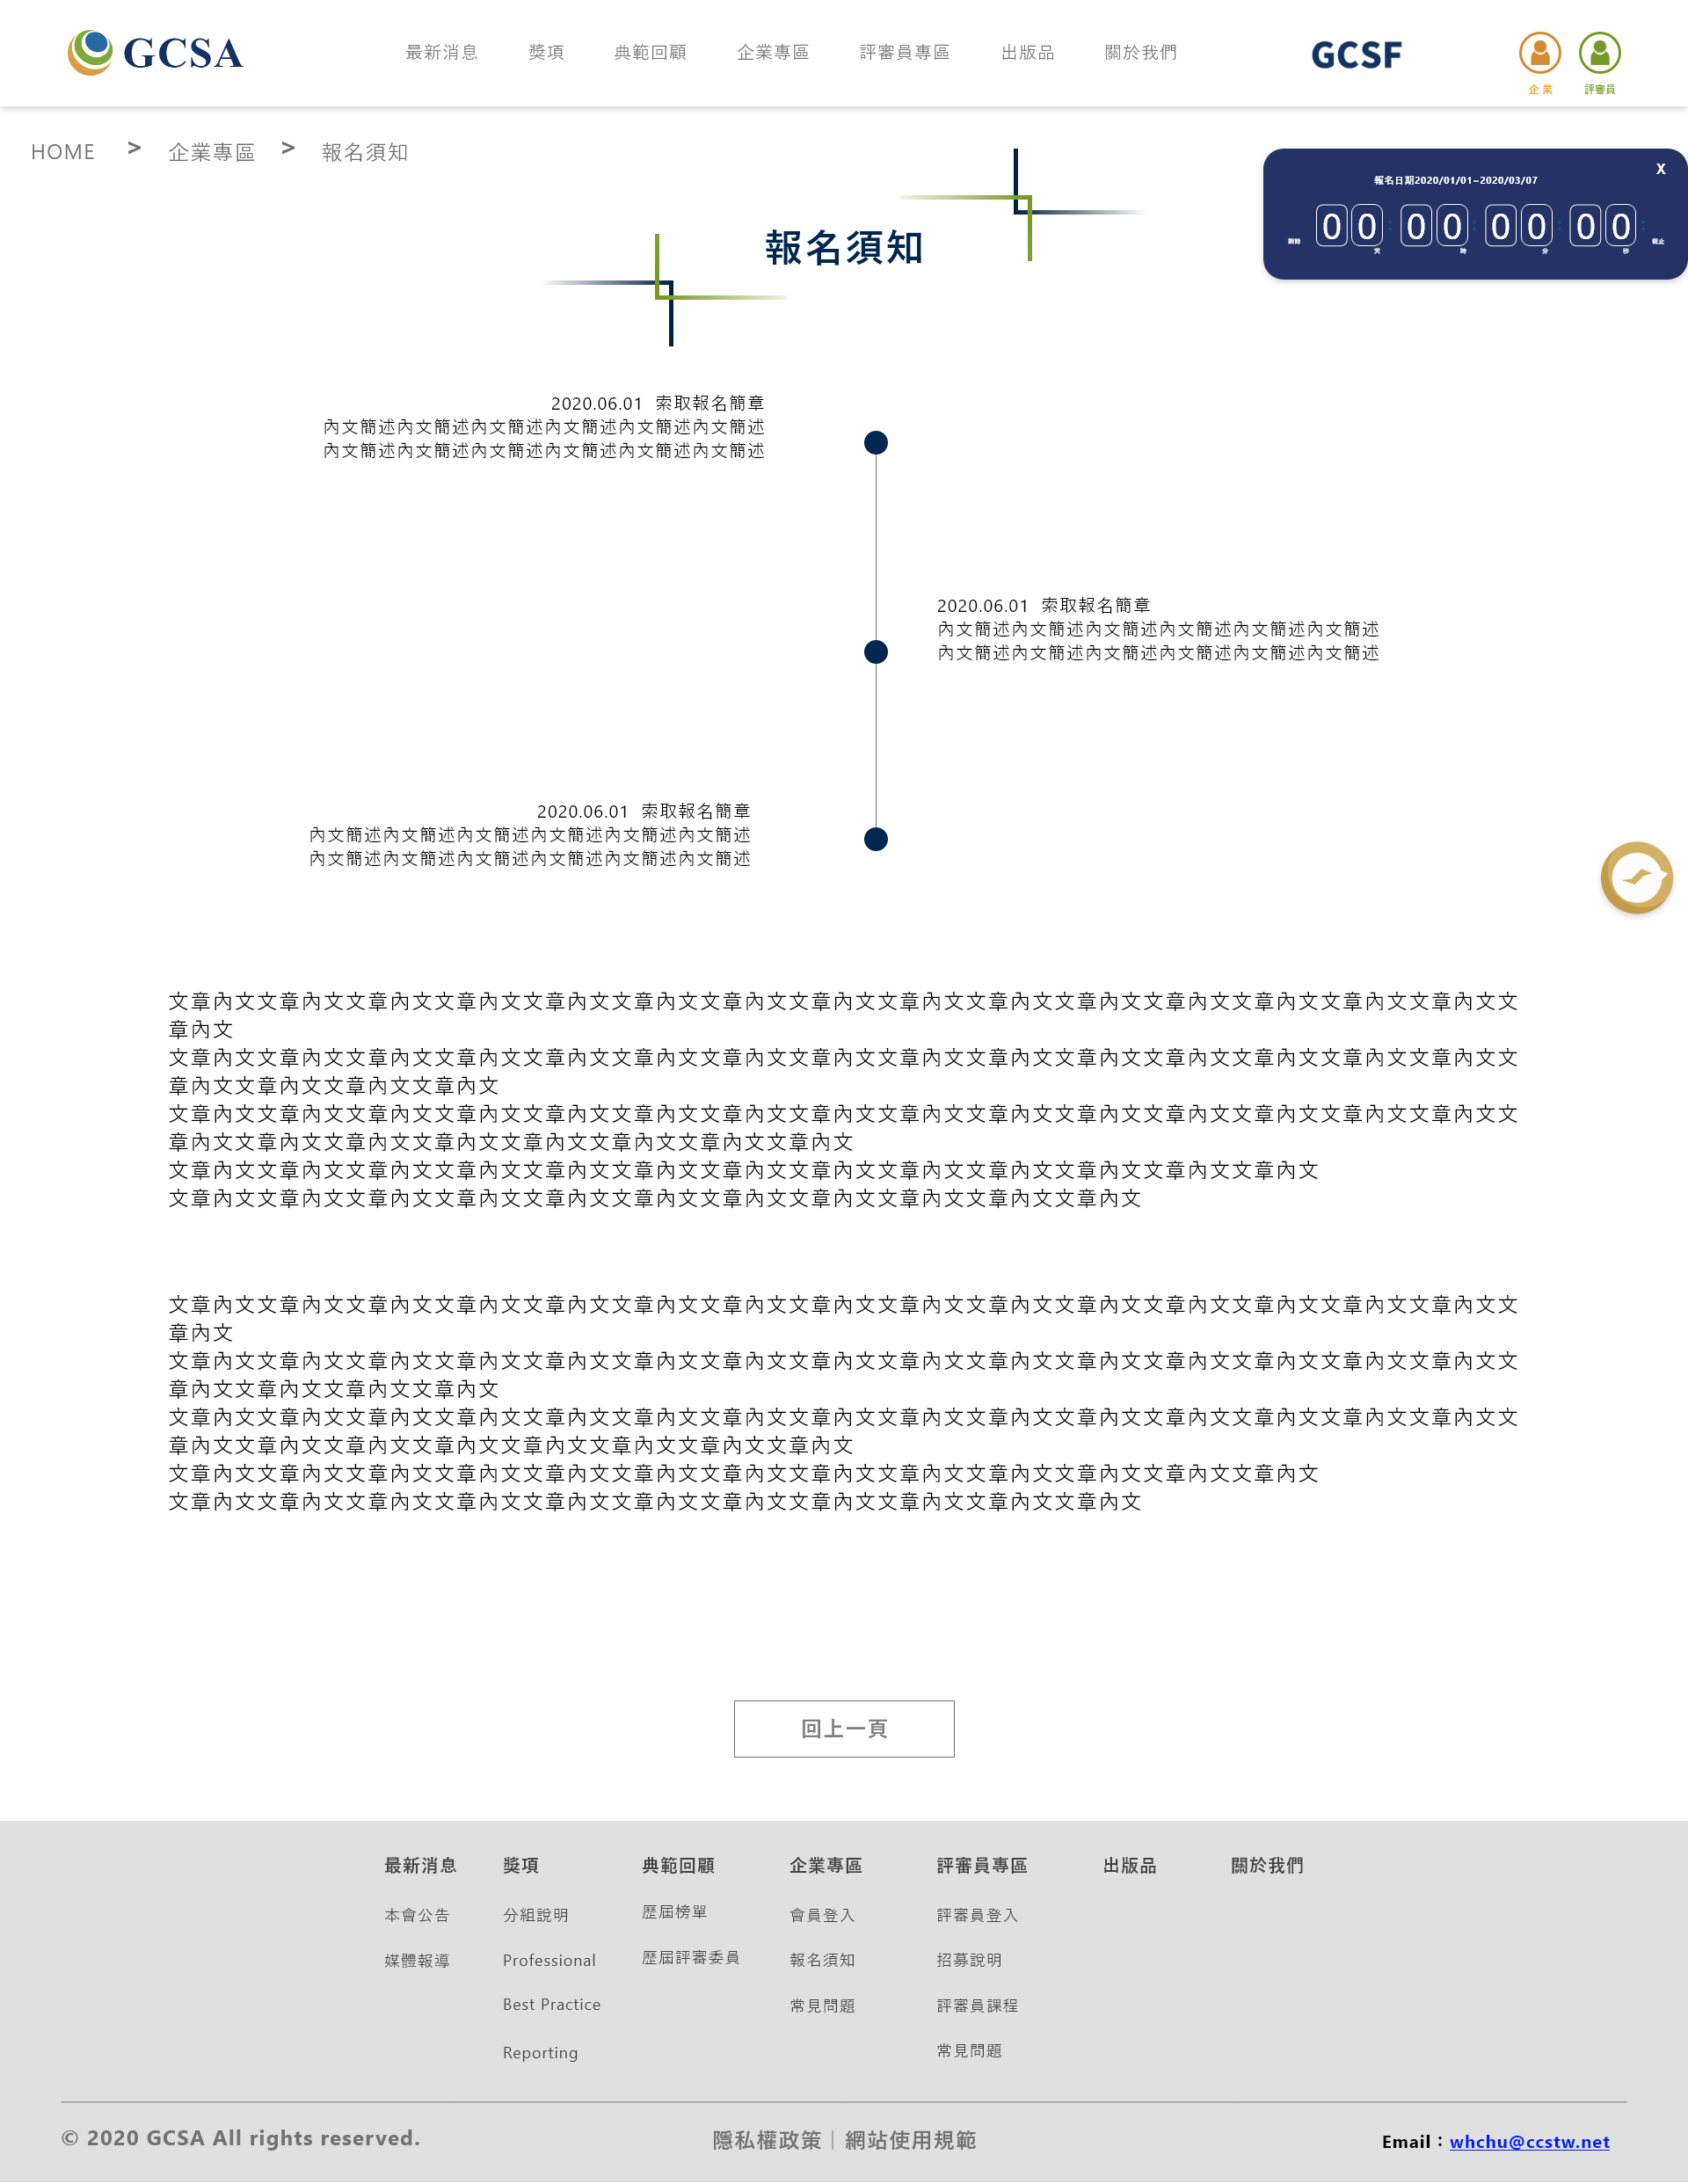 GCSA
最新消息 獎項 典範回顧 企業專區 評審員專區 出版品 關於我們
GCSF
企業 評審員
HOME > 企業專區 > 報名須知
X
報名日期2020/01/01~2020/03/07
00 : 00 : 00 : 00 :
天 時 分 秒 截止
報名須知
2020.06.01 索取報名簡章
內文簡述內文簡述內文簡述內文簡述內文簡述內文簡述
內文簡述內文簡述內文簡述內文簡述內文簡述內文簡述
2020.06.01 索取報名簡章
內文簡述內文簡述內文簡述內文簡述內文簡述內文簡述
內文簡述內文簡述內文簡述內文簡述內文簡述內文簡述
2020.06.01 索取報名簡章
內文簡述內文簡述內文簡述內文簡述內文簡述內文簡述
內文簡述內文簡述內文簡述內文簡述內文簡述內文簡述
文章內文文章內文文章內文文章內文文章內文文章內文文章內文文章內文文章內文文章內文文章內文文章內文文章內文文章內文文章內文文
章內文
文章內文文章內文文章內文文章內文文章內文文章內文文章內文文章內文文章內文文章內文文章內文文章內文文章內文文章內文文章內文文
章內文文章內文文章內文文章內文
文章內文文章內文文章內文文章內文文章內文文章內文文章內文文章內文文章內文文章內文文章內文文章內文文章內文文章內文文章內文文
章內文文章內文文章內文文章內文文章內文文章內文文章內文文章內文
文章內文文章內文文章內文文章內文文章內文文章內文文章內文文章內文文章內文文章內文文章內文文章內文文章內文
文章內文文章內文文章內文文章內文文章內文文章內文文章內文文章內文文章內文文章內文文章內文
文章內文文章內文文章內文文章內文文章內文文章內文文章內文文章內文文章內文文章內文文章內文文章內文文章內文文章內文文章內文文
章內文
文章內文文章內文文章內文文章內文文章內文文章內文文章內文文章內文文章內文文章內文文章內文文章內文文章內文文章內文文章內文文
章內文文章內文文章內文文章內文
文章內文文章內文文章內文文章內文文章內文文章內文文章內文文章內文文章內文文章內文文章內文文章內文文章內文文章內文文章內文文
章內文文章內文文章內文文章內文文章內文文章內文文章內文文章內文
文章內文文章內文文章內文文章內文文章內文文章內文文章內文文章內文文章內文文章內文文章內文文章內文文章內文
文章內文文章內文文章內文文章內文文章內文文章內文文章內文文章內文文章內文文章內文文章內文
回上一頁
最新消息
本會公告
媒體報導
獎項
分組說明
Professional
Best Practice
Reporting
典範回顧
歷屆榜單
歷屆評審委員
企業專區
會員登入
報名須知
常見問題
評審員專區
評審員登入
招募說明
評審員課程
常見問題
出版品
關於我們
© 2020 GCSA All rights reserved.
隱私權政策｜網站使用規範
Email：whchu@ccstw.net